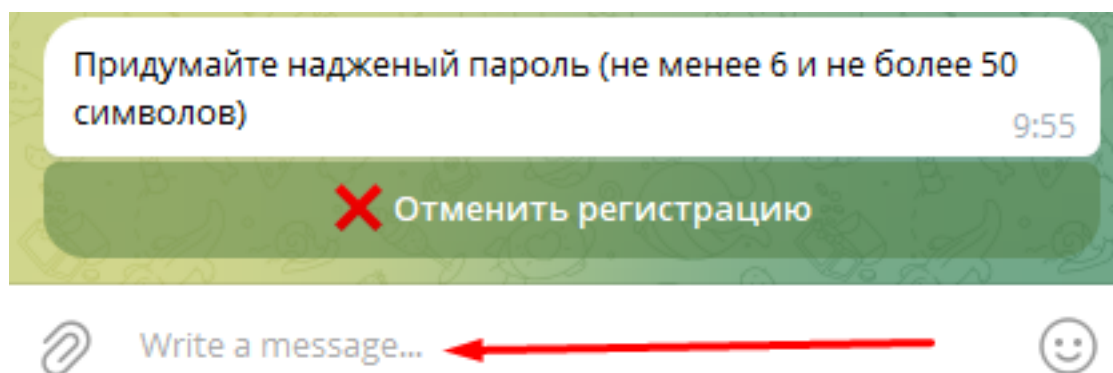 Придумайте надженый пароль (не менее 6 и не более 50
символов)
9:55
❌ Отменить регистрацию
Write a message...